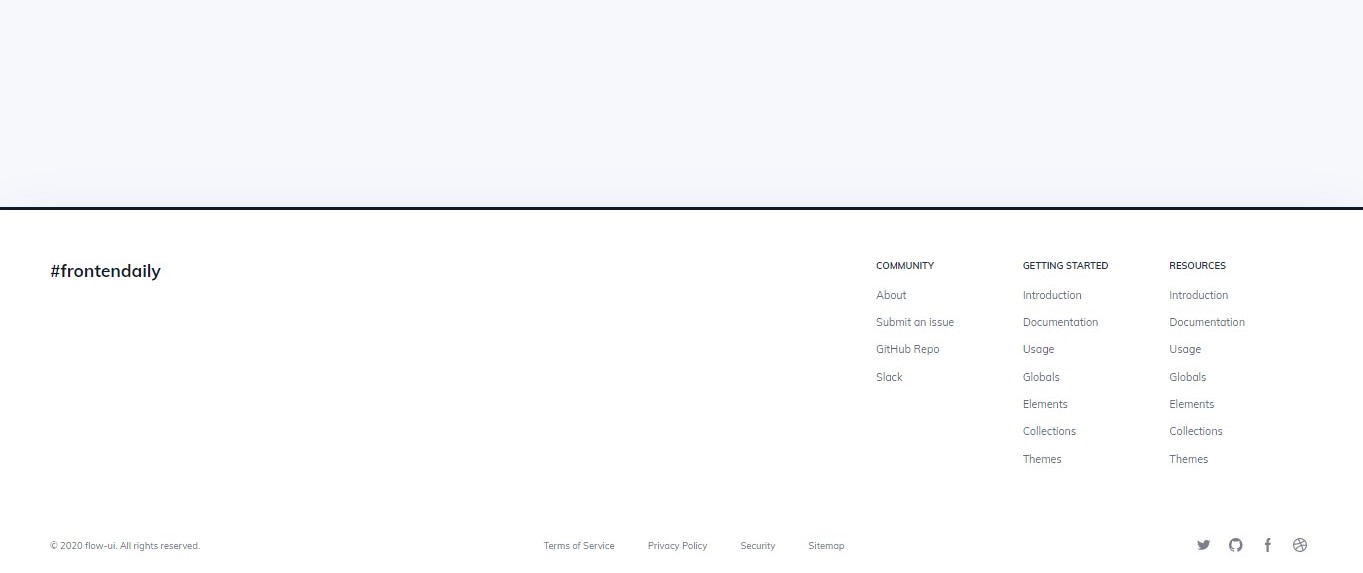 #frontendaily
COMMUNITY
About
Submit an issue
GitHub Repo
Slack
GETTING STARTED
Introduction
Documentation
Usage
Globals
Elements
Collections
Themes
RESOURCES
Introduction
Documentation
Usage
Globals
Elements
Collections
Themes
© 2020 flow-ui. All rights reserved.
Terms of Service
Privacy Policy
Security
Sitemap